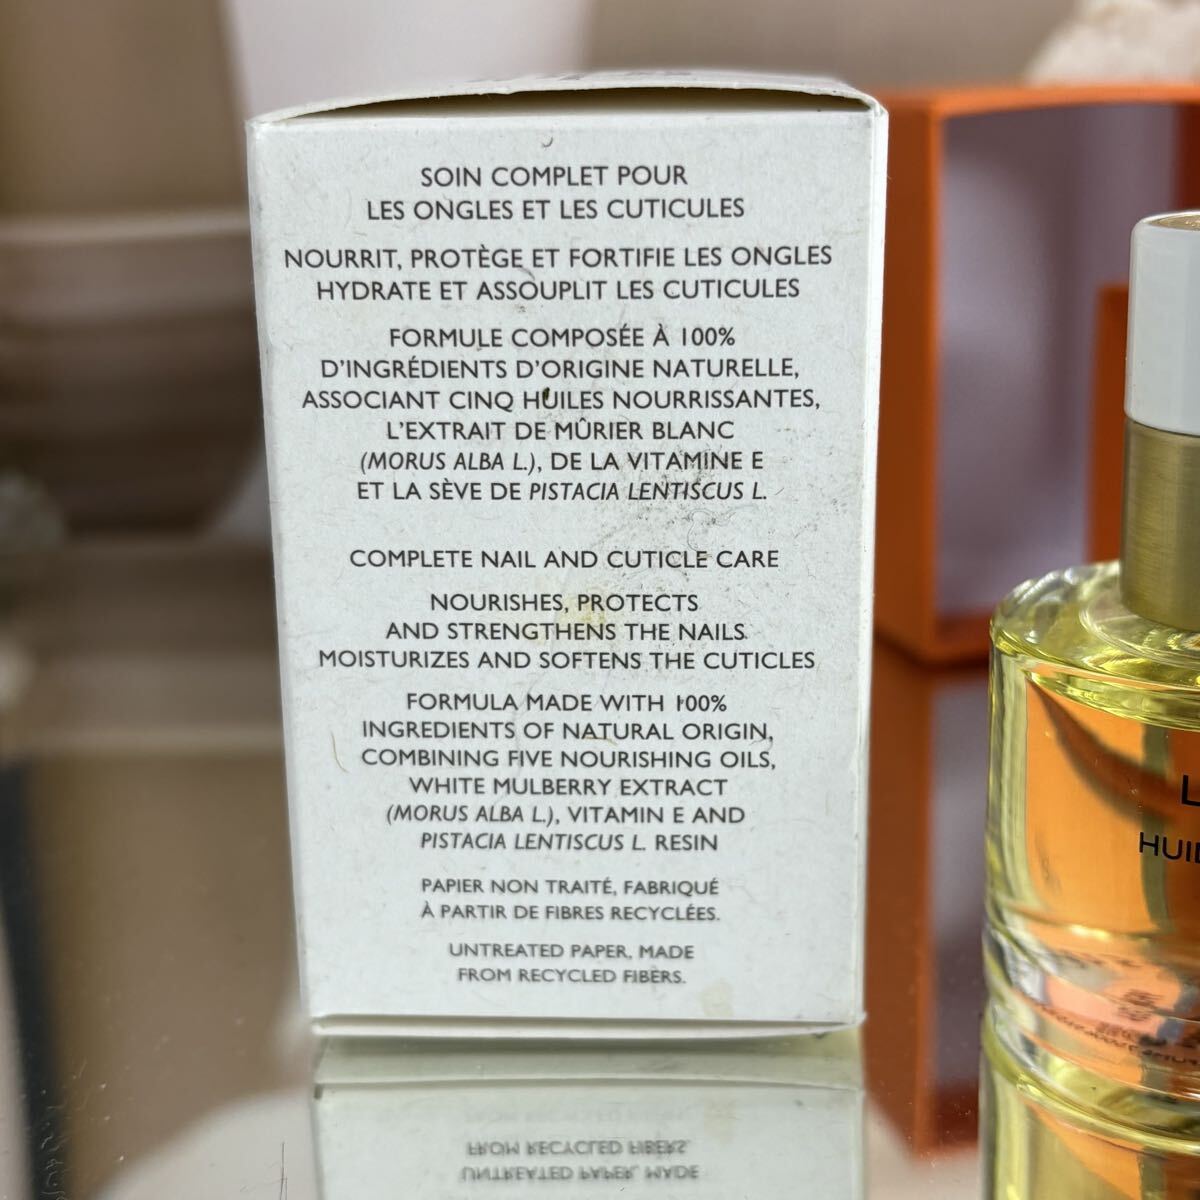 SOIN COMPLET POUR
LES ONGLES ET LES CUTICULES
NOURRIT, PROTÈGE ET FORTIFIE LES ONGLES
HYDRATE ET ASSOUPLIT LES CUTICULES
FORMULE COMPOSÉE À 100%
D'INGRÉDIENTS D'ORIGINE NATURELLE,
ASSOCIANT CINQ HUILES NOURRISSANTES,
L'EXTRAIT DE MÛRIER BLANC
(MORUS ALBA L.), DE LA VITAMINE E
ET LA SÈVE DE PISTACIA LENTISCUS L.
COMPLETE NAIL AND CUTICLE CARE
NOURISHES, PROTECTS
AND STRENGTHENS THE NAILS
MOISTURIZES AND SOFTENS THE CUTICLES
FORMULA MADE WITH 100%
INGREDIENTS OF NATURAL ORIGIN,
COMBINING FIVE NOURISHING OILS,
WHITE MULBERRY EXTRACT
(MORUS ALBA L.), VITAMIN E AND
PISTACIA LENTISCUS L. RESIN
PAPIER NON TRAITÉ, FABRIQUÉ
À PARTIR DE FIBRES RECYCLÉES.
UNTREATED PAPER, MADE
FROM RECYCLED FIBERS.